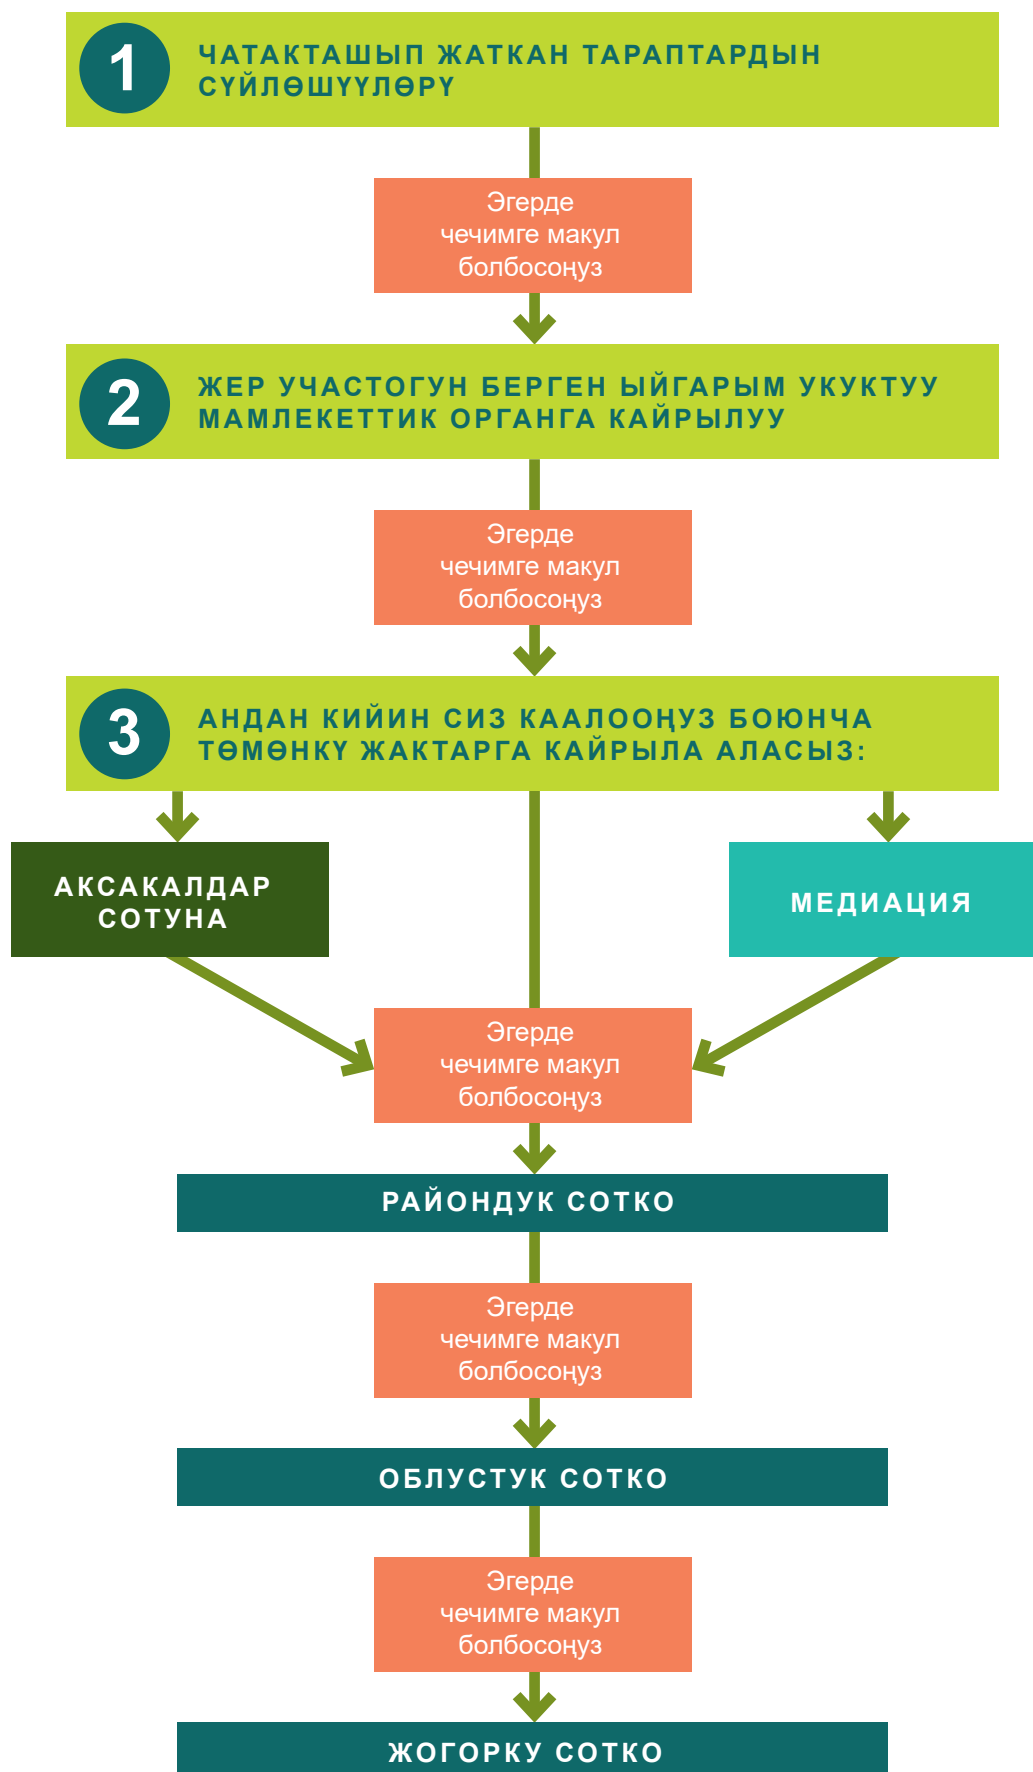 1
ЧАТАКТАШЫП ЖАТКАН ТАРАПТАРДЫН
СҮЙЛӨШҮҮЛӨРҮ
Эгерде
чечимге макул
болбосоңуз
2
ЖЕР УЧАСТОГУН БЕРГЕН ЫЙГАРЫМ УКУКТУУ
МАМЛЕКЕТТИК ОРГАНГА КАЙРЫЛУУ
Эгерде
чечимге макул
болбосоңуз
3
АНДАН КИЙИН СИЗ КААЛООҢУЗ БОЮНЧА
ТӨМӨНКҮ ЖАКТАРГА КАЙРЫЛА АЛАСЫЗ:
АКСАКАЛДАР
СОТУНА
МЕДИАЦИЯ
Эгерде
чечимге макул
болбосоңуз
РАЙОНДУК СОТКО
Эгерде
чечимге макул
болбосоңуз
ОБЛУСТУК СОТКО
Эгерде
чечимге макул
болбосоңуз
ЖОГОРКУ СОТКО